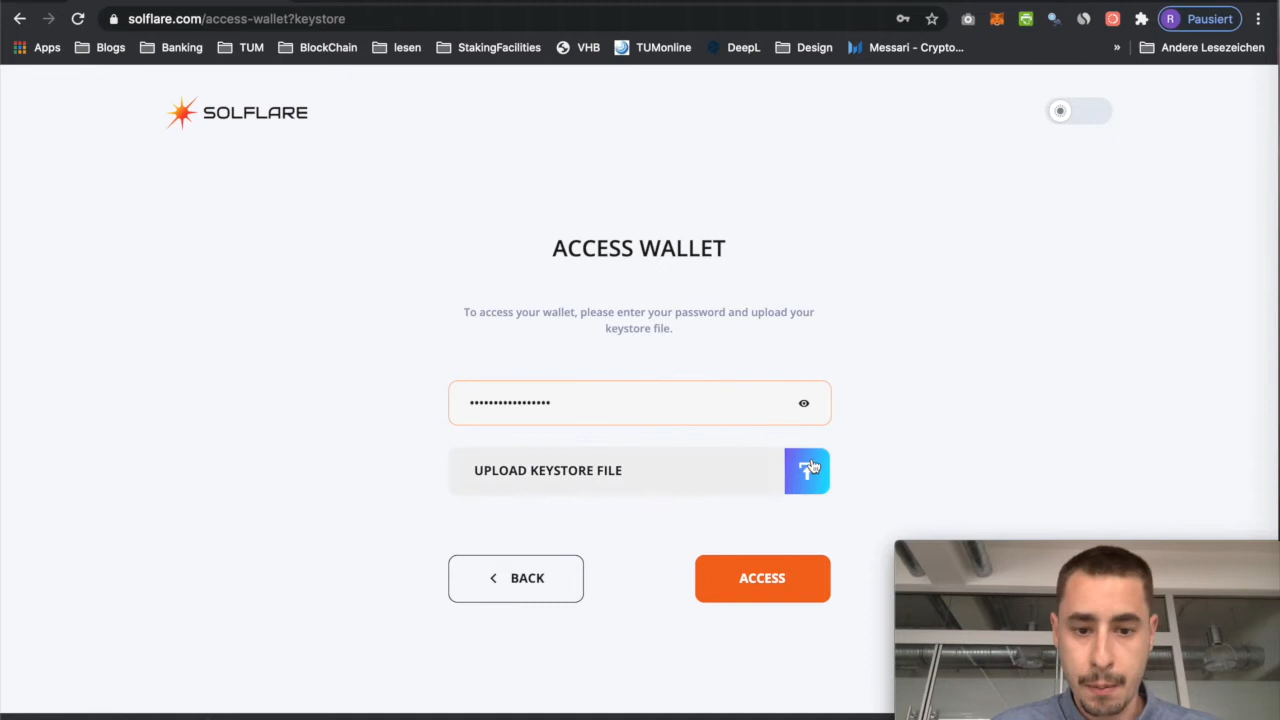 solflare.com/access-wallet?keystore
R Pausiert
Apps Blogs Banking TUM BlockChain lesen StakingFacilities VHB TUMonline DeepL Design Messari - Crypto... » Andere Lesezeichen
SOLFLARE
ACCESS WALLET
To access your wallet, please enter your password and upload your
keystore file.
•••••••••••••••••
UPLOAD KEYSTORE FILE
BACK
ACCESS